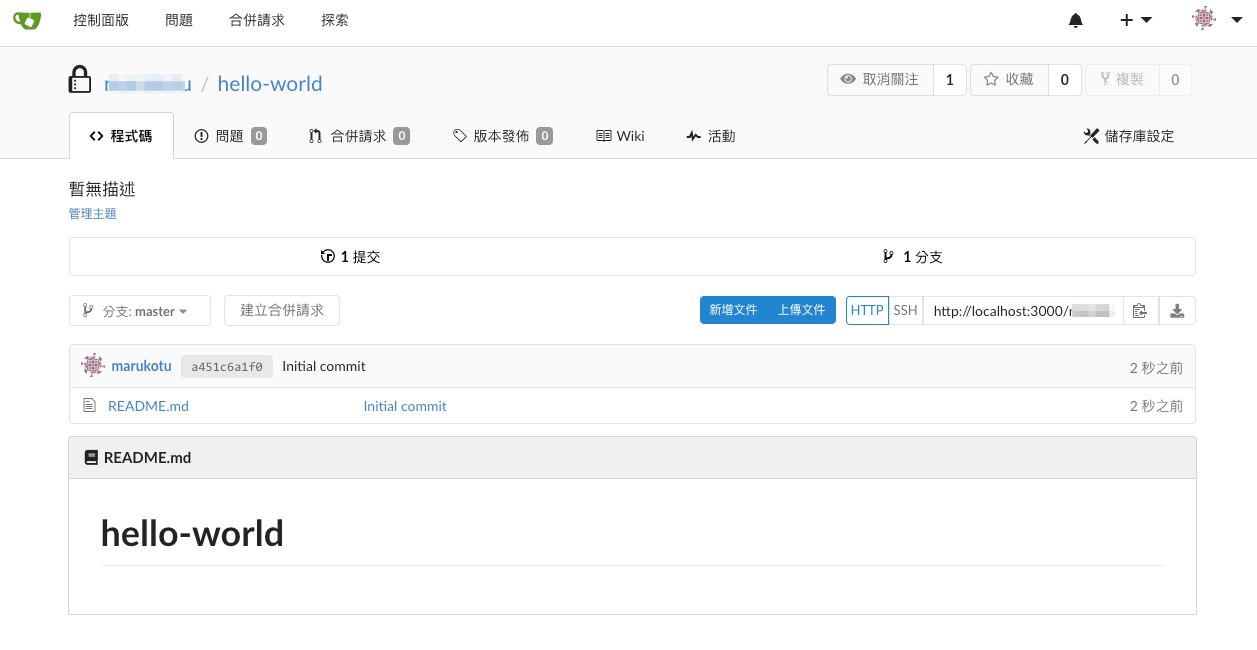 控制面版 問題 合併請求 探索
/ hello-world 取消關注 1 收藏 0 複製 0
程式碼 問題 0 合併請求 0 版本發佈 0 Wiki 活動 儲存庫設定
暫無描述
管理主題
1 提交 1 分支
分支: master 建立合併請求 新增文件 上傳文件 HTTP SSH http://localhost:3000/
marukotu a451c6a1f0 Initial commit 2 秒之前
README.md Initial commit 2 秒之前
README.md
hello-world